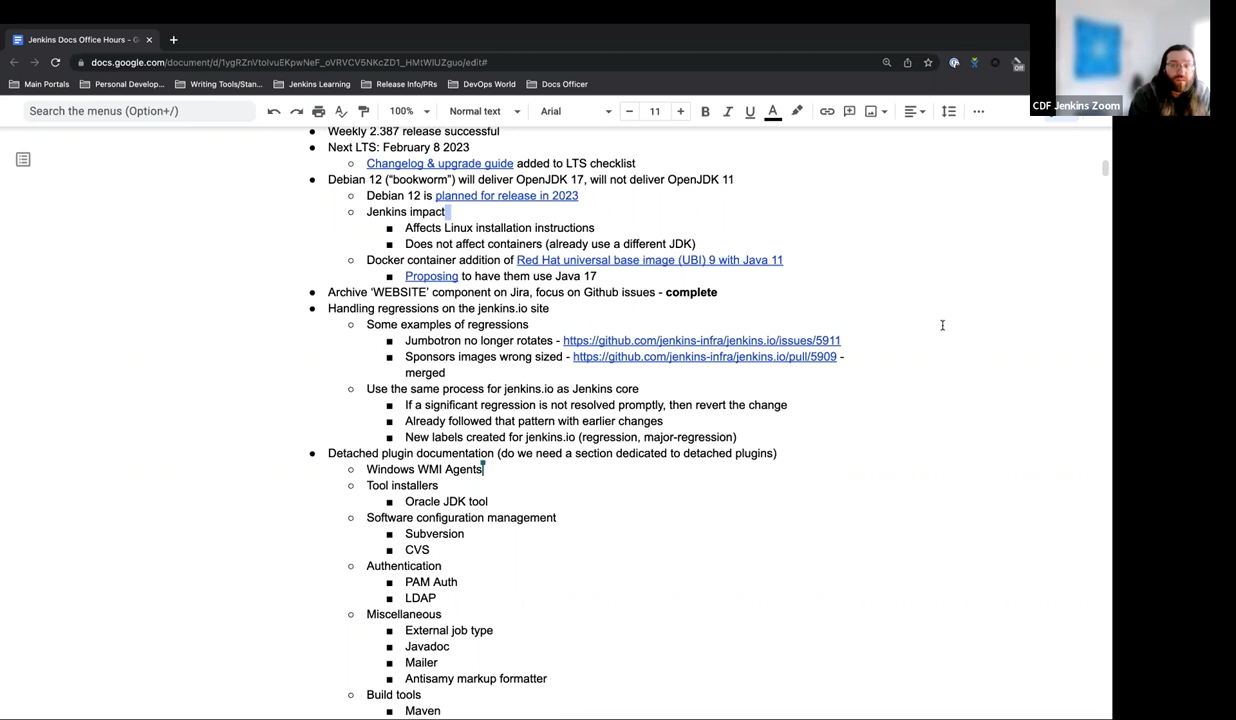 Jenkins Docs Office Hours - G
docs.google.com/document/d/1ygRZnVtolvuEKpwNeF_oVRVCV5NKcZD1_HMtWlUZguo/edit#
Main Portals
Personal Develop...
Writing Tools/Stan...
Jenkins Learning
Release Info/PRs
DevOps World
Docs Officer
CDF Jenkins Zoom
Search the menus (Option+/)
100%
Normal text
Arial
11
Weekly 2.387 release successful
Next LTS: February 8 2023
Changelog & upgrade guide added to LTS checklist
Debian 12 (“bookworm”) will deliver OpenJDK 17, will not deliver OpenJDK 11
Debian 12 is planned for release in 2023
Jenkins impact
Affects Linux installation instructions
Does not affect containers (already use a different JDK)
Docker container addition of Red Hat universal base image (UBI) 9 with Java 11
Proposing to have them use Java 17
Archive ‘WEBSITE’ component on Jira, focus on Github issues - complete
Handling regressions on the jenkins.io site
Some examples of regressions
Jumbotron no longer rotates - https://github.com/jenkins-infra/jenkins.io/issues/5911
Sponsors images wrong sized - https://github.com/jenkins-infra/jenkins.io/pull/5909 -
merged
Use the same process for jenkins.io as Jenkins core
If a significant regression is not resolved promptly, then revert the change
Already followed that pattern with earlier changes
New labels created for jenkins.io (regression, major-regression)
Detached plugin documentation (do we need a section dedicated to detached plugins)
Windows WMI Agents
Tool installers
Oracle JDK tool
Software configuration management
Subversion
CVS
Authentication
PAM Auth
LDAP
Miscellaneous
External job type
Javadoc
Mailer
Antisamy markup formatter
Build tools
Maven